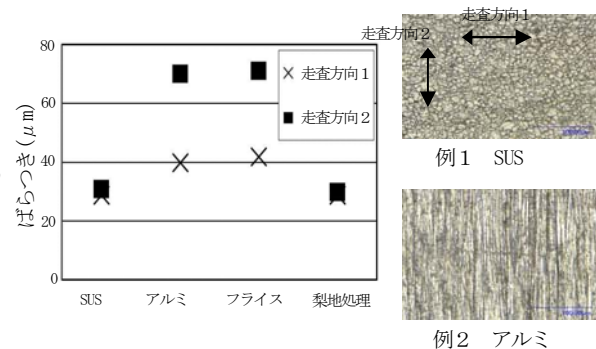 ばらつき(μm)
80
60
40
20
0
走査方向1
走査方向2
SUS
アルミ
フライス
梨地処理
走査方向1
走査方向2
例1 SUS
例2 アルミ